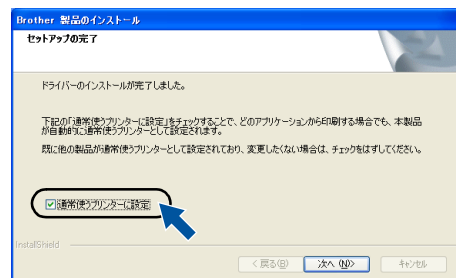 Brother 製品のインストール
セットアップの完了
ドライバーのインストールが完了しました。
下記の「通常使うプリンターに設定」をチェックすることで、どのアプリケーションから印刷する場合でも、本製品
が自動的に通常使うプリンターとして設定されます。
既に他の製品が通常使うプリンターとして設定されており、変更したくない場合は、チェックをはずしてください。
通常使うプリンターに設定
InstallShield
< 戻る(B) 次へ (N)> キャンセル